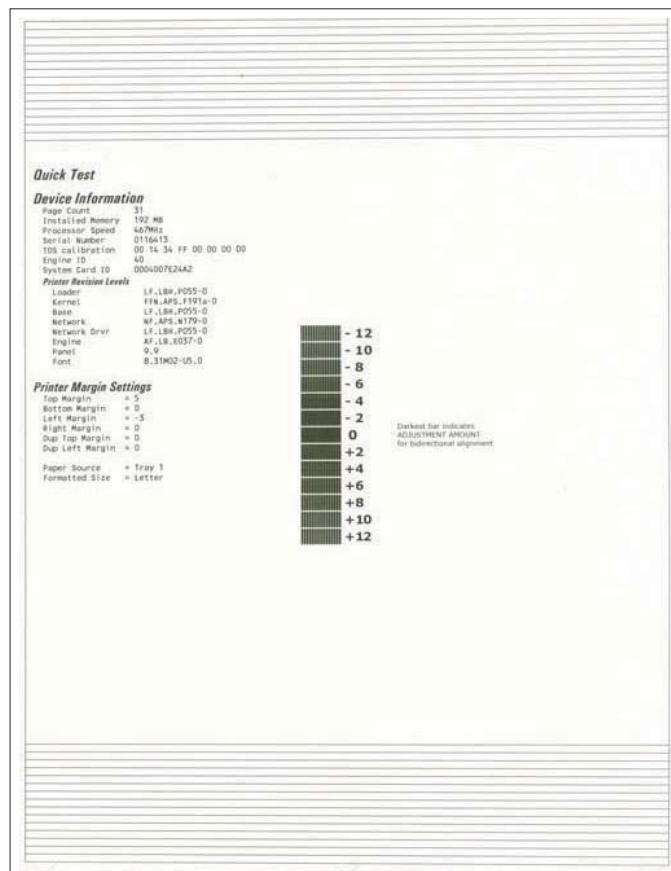 Quick Test
Device Information
Page Count 31
Installed Memory 192 MB
Processor Speed 467MHz
Serial Number 0116413
TDS calibration 00 14 34 FF 00 00 00 00
Engine ID 40
System Card ID 0004007E24A2
Printer Revision Levels
Loader LF.LBH.P055-0
Kernel FFN.APS.F191a-0
Base LF.LBH.P055-0
Network NF.APS.N179-0
Network Drvr LF.LBH.P055-0
Engine AF.LB.E037-0
Panel 9.9
Font 8.31M02-US.0
Printer Margin Settings
Top Margin = 5
Bottom Margin = 0
Left Margin = -3
Right Margin = 0
Dup Top Margin = 0
Dup Left Margin = 0
Paper Source = Tray 1
Formatted Size = Letter
- 12
- 10
- 8
- 6
- 4
- 2
0
+2
+4
+6
+8
+10
+12
Darkest bar indicates
ADJUSTMENT AMOUNT
for bidirectional alignment